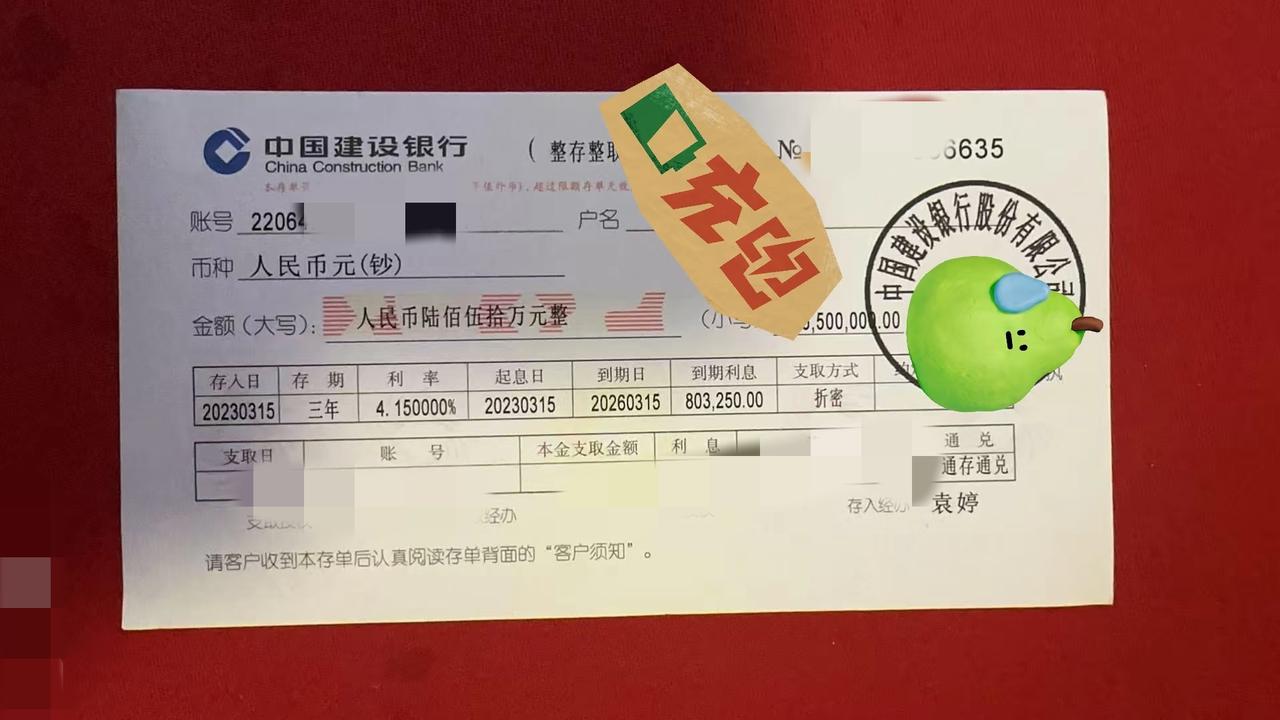 中国建设银行 (整存整 № 6635
China Construction Bank
中国建设银行股份有限公司
账号 22064 户名
币种 人民币元(钞)
金额(大写): 人民币陆佰伍拾万元整 (小 ,500,000.00
存入日 存 期 利 率 起息日 到期日 到期利息 支取方式
20230315 三年 4.150000% 20230315 20260315 803,250.00 折密
支取日 账 号 本金支取金额 利 息 通 兑
通存通兑
经办 存入经办 袁婷
请客户收到本存单后认真阅读存单背面的“客户须知”。